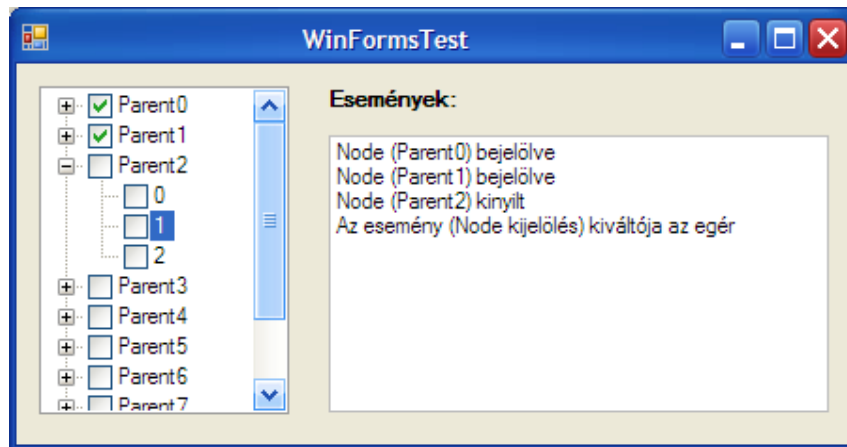 WinFormsTest
Parent0
Parent1
Parent2
0
1
2
Parent3
Parent4
Parent5
Parent6
Parent7
Események:
Node (Parent0) bejelölve
Node (Parent1) bejelölve
Node (Parent2) kinyilt
Az esemény (Node kijelölés) kiváltója az egér